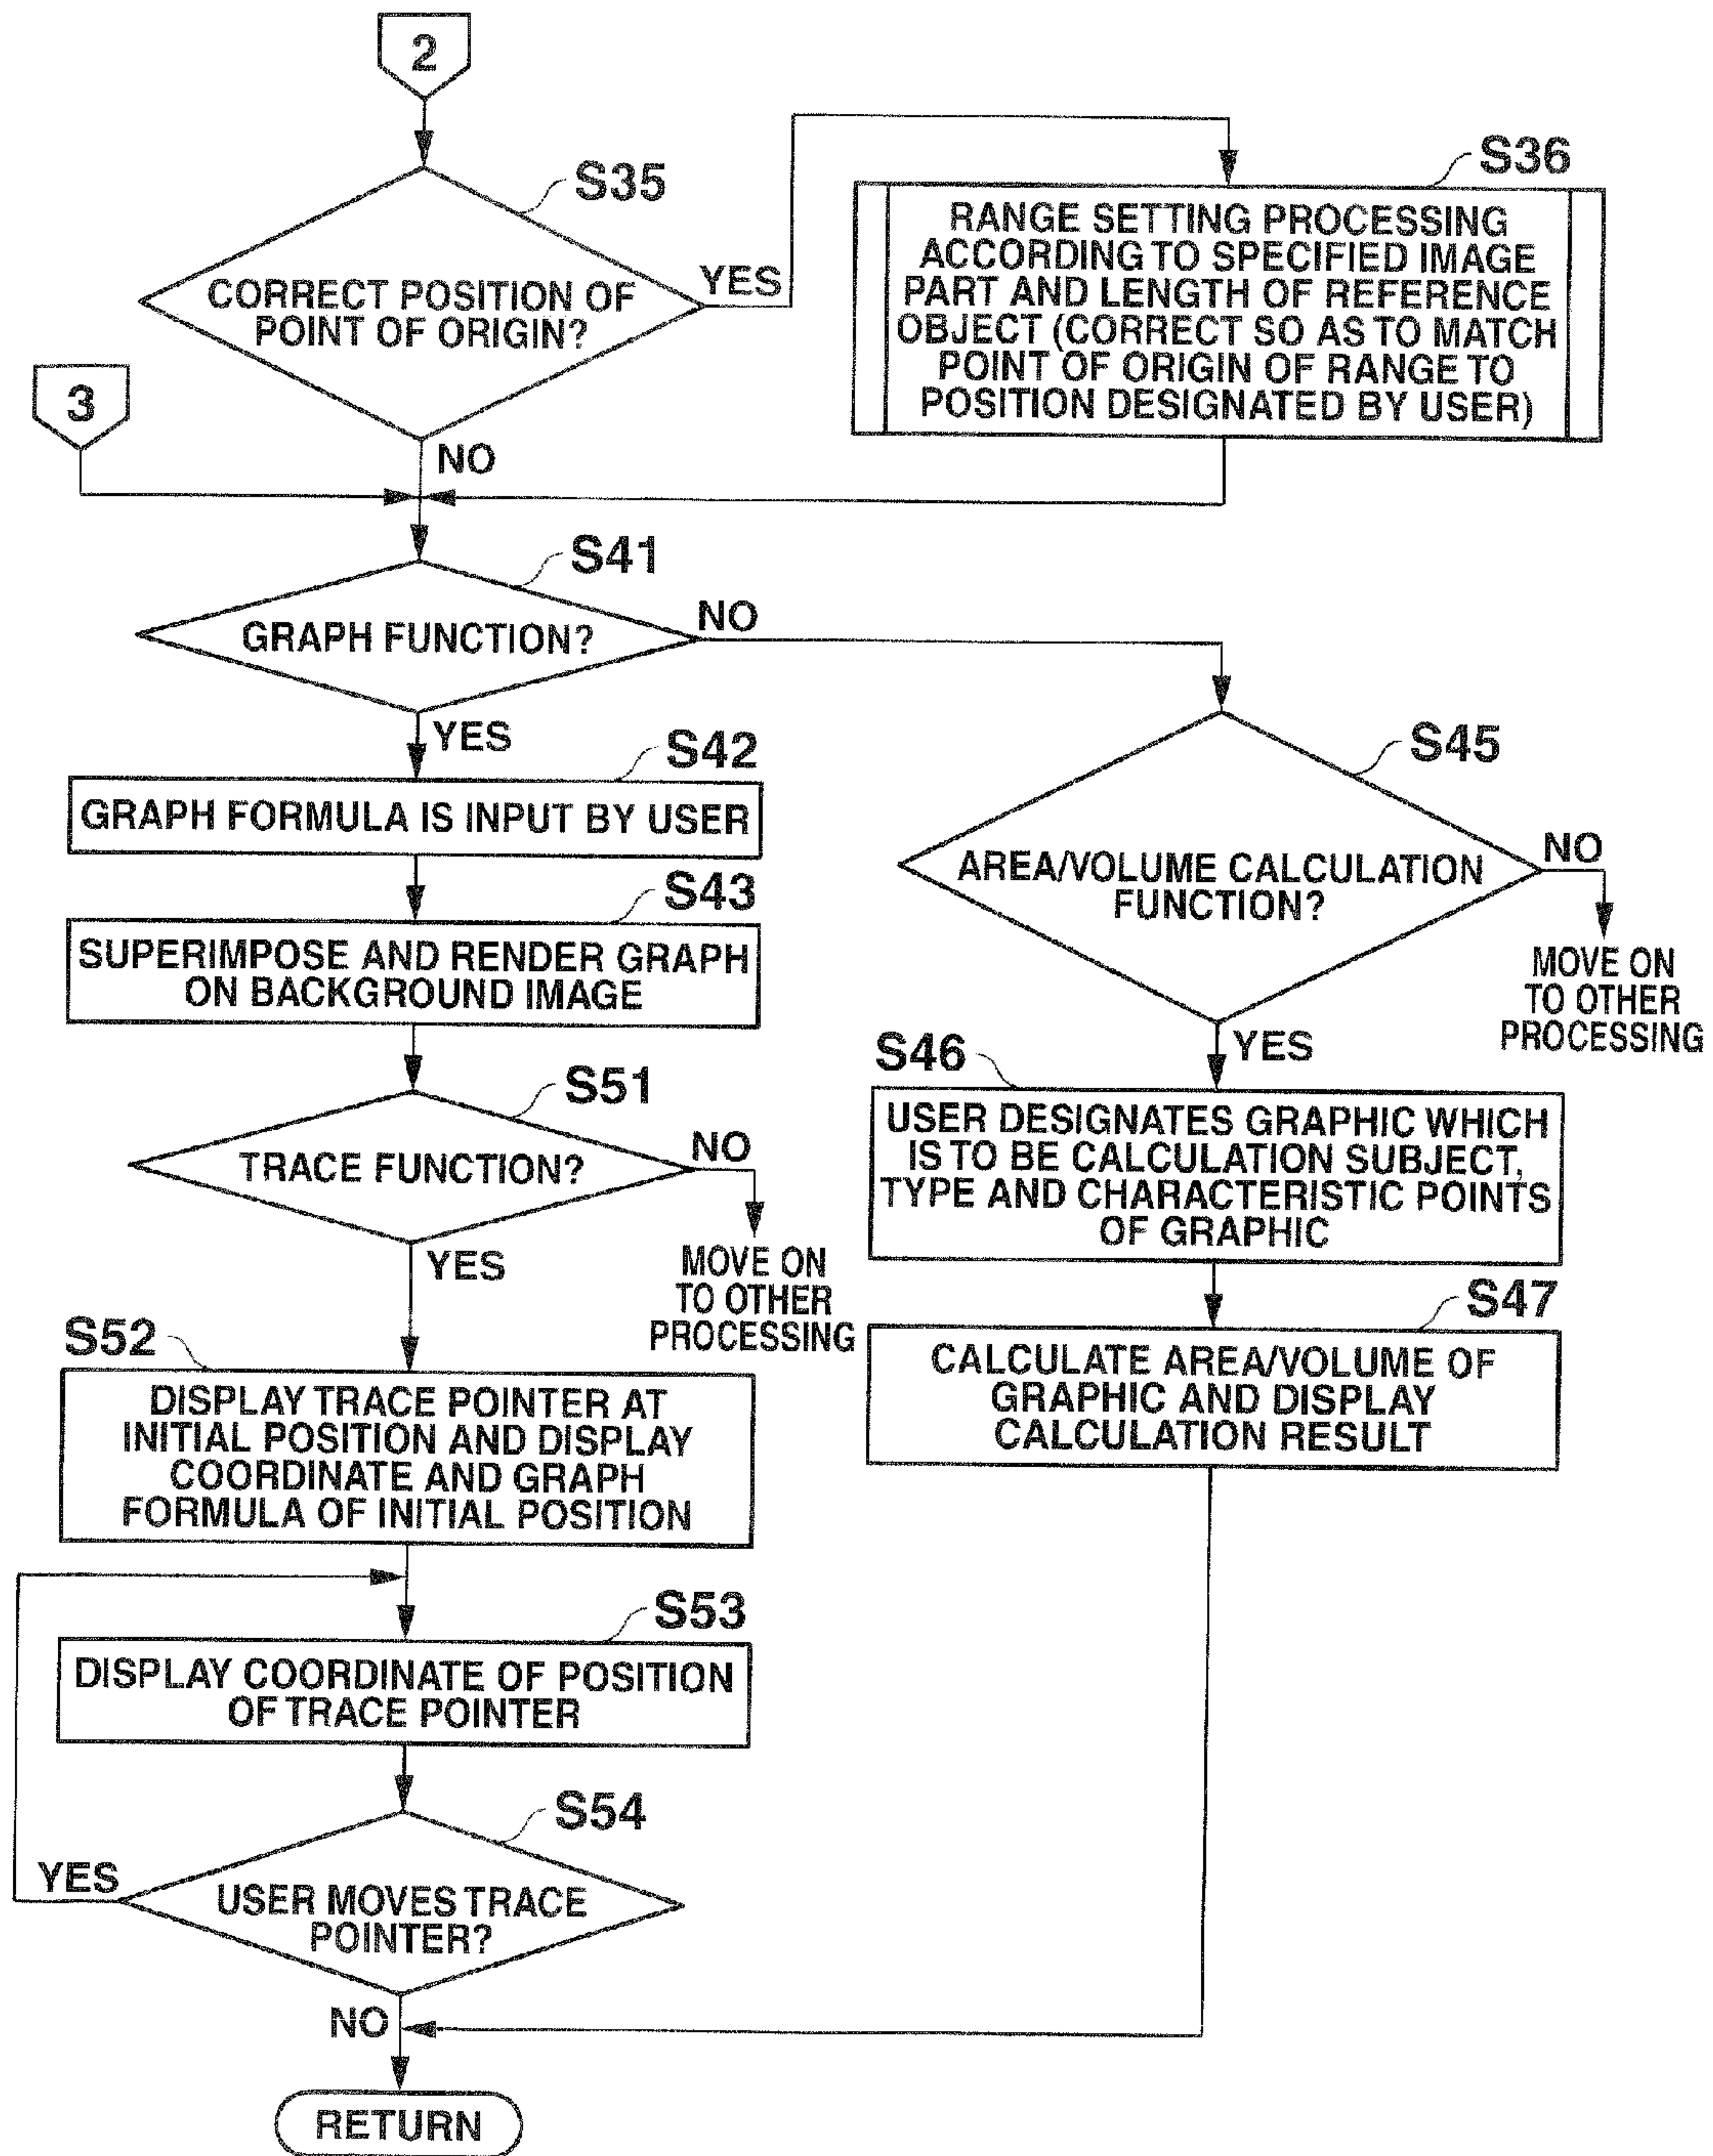 2
S35
CORRECT POSITION OF
POINT OF ORIGIN?
YES
NO
S36
RANGE SETTING PROCESSING
ACCORDING TO SPECIFIED IMAGE
PART AND LENGTH OF REFERENCE
OBJECT (CORRECT SO AS TO MATCH
POINT OF ORIGIN OF RANGE TO
POSITION DESIGNATED BY USER)
3
S41
GRAPH FUNCTION?
NO
YES
S42
GRAPH FORMULA IS INPUT BY USER
S43
SUPERIMPOSE AND RENDER GRAPH
ON BACKGROUND IMAGE
S45
AREA/VOLUME CALCULATION
FUNCTION?
NO
MOVE ON
TO OTHER
PROCESSING
YES
S46
USER DESIGNATES GRAPHIC WHICH
IS TO BE CALCULATION SUBJECT,
TYPE AND CHARACTERISTIC POINTS
OF GRAPHIC
S47
CALCULATE AREA/VOLUME OF
GRAPHIC AND DISPLAY
CALCULATION RESULT
S51
TRACE FUNCTION?
NO
MOVE ON
TO OTHER
PROCESSING
YES
S52
DISPLAY TRACE POINTER AT
INITIAL POSITION AND DISPLAY
COORDINATE AND GRAPH
FORMULA OF INITIAL POSITION
S53
DISPLAY COORDINATE OF POSITION
OF TRACE POINTER
S54
USER MOVES TRACE
POINTER?
YES
NO
RETURN